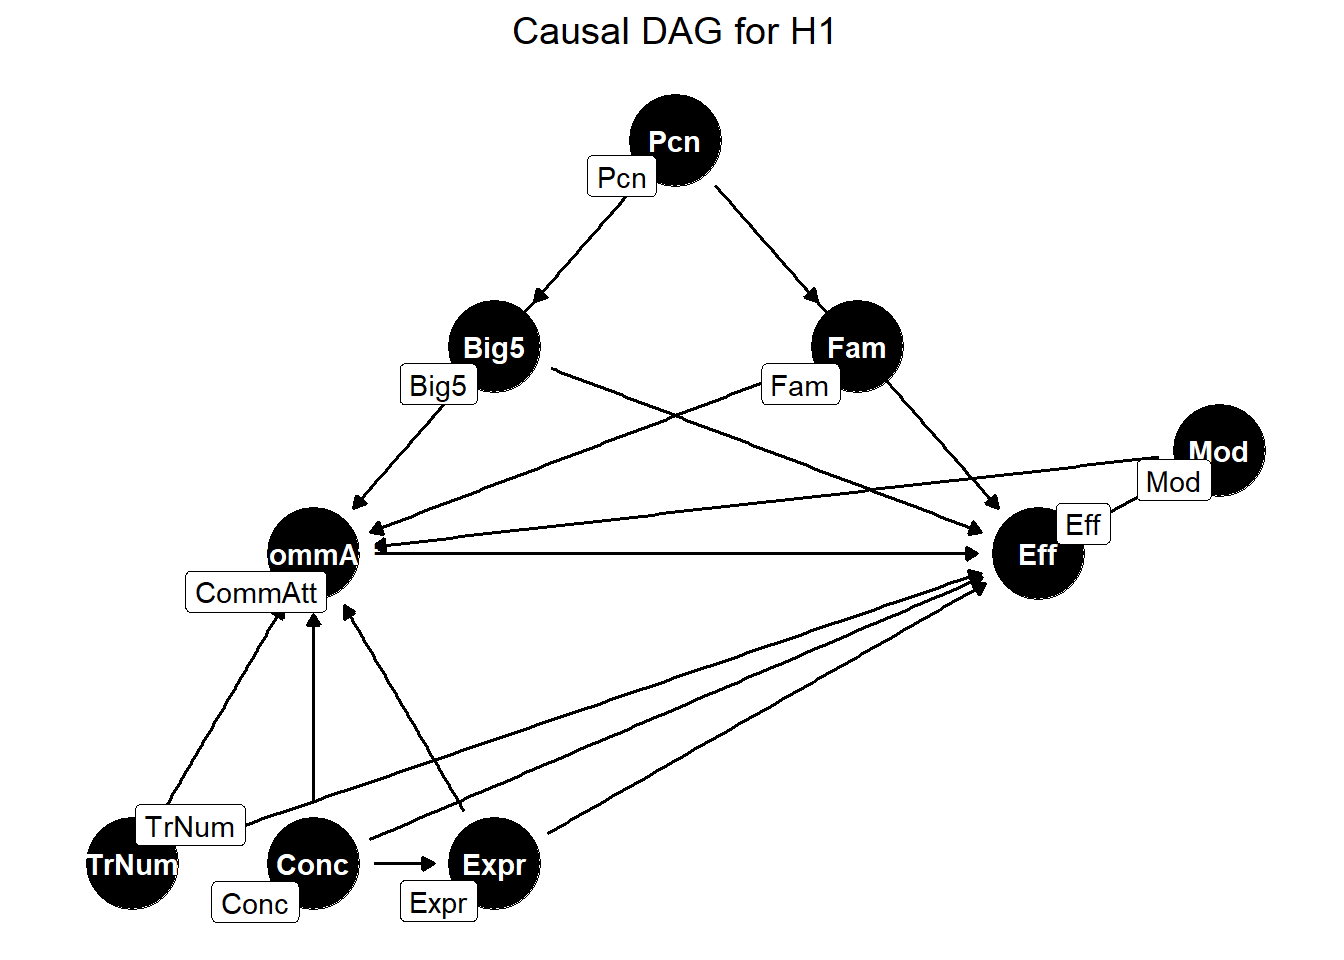 Causal DAG for H1
Pcn
Pcn
Big5
Fam
Big5
Fam
Mod
Mod
Eff
ommA
Eff
CommAtt
TrNum
TrNum
Conc
Expr
Conc
Expr